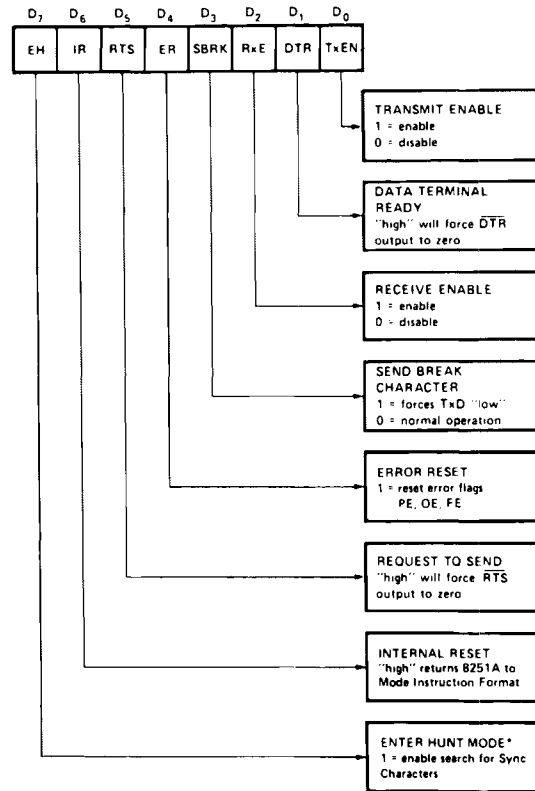 D₇ D₆ D₅ D₄ D₃ D₂ D₁ D₀
EH IR RTS ER SBRK RxE DTR TxEN
TRANSMIT ENABLE
1 = enable
0 = disable
DATA TERMINAL
READY
"high" will force D̅T̅R̅
output to zero
RECEIVE ENABLE
1 = enable
0 = disable
SEND BREAK
CHARACTER
1 = forces TxD "low"
0 = normal operation
ERROR RESET
1 = reset error flags
PE, OE, FE
REQUEST TO SEND
"high" will force R̅T̅S̅
output to zero
INTERNAL RESET
"high" returns 8251A to
Mode Instruction Format
ENTER HUNT MODE*
1 = enable search for Sync
Characters